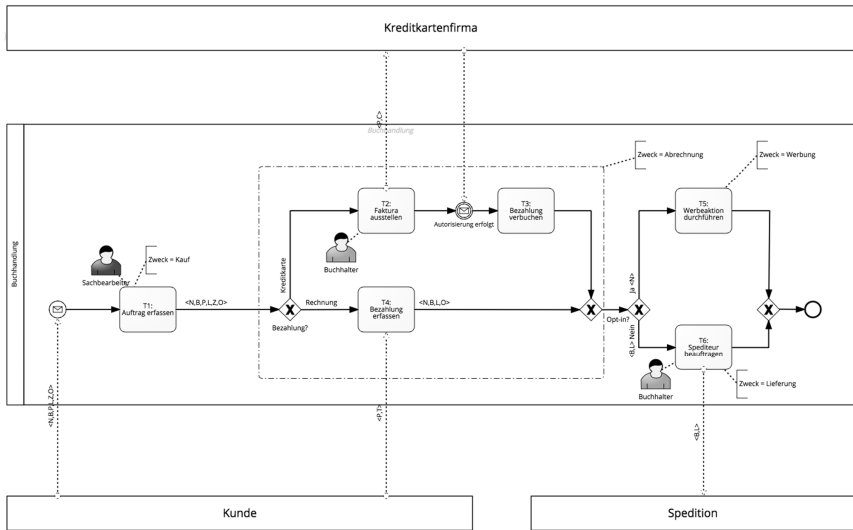 Kreditkartenfirma
<P,C>
Buchhandlung
Buchhandlung
Zweck = Abrechnung
Zweck = Werbung
T2:
Faktura
ausstellen
Autorisierung erfolgt
T3:
Bezahlung
verbuchen
T5:
Werbeaktion
durchführen
Buchhalter
Zweck = Kauf
Sachbearbeiter
T1:
Auftrag erfassen
<N,B,P,L,Z,O>
Kreditkarte
Rechnung
Bezahlung?
T4:
Bezahlung
erfassen
<N,B,L,O>
Opt-in?
Ja <N>
<B,L> Nein
T6:
Spediteur
beauftragen
Buchhalter
Zweck = Lieferung
<N,B,P,L,Z,O>
<P,T>
<B,L>
Kunde
Spedition